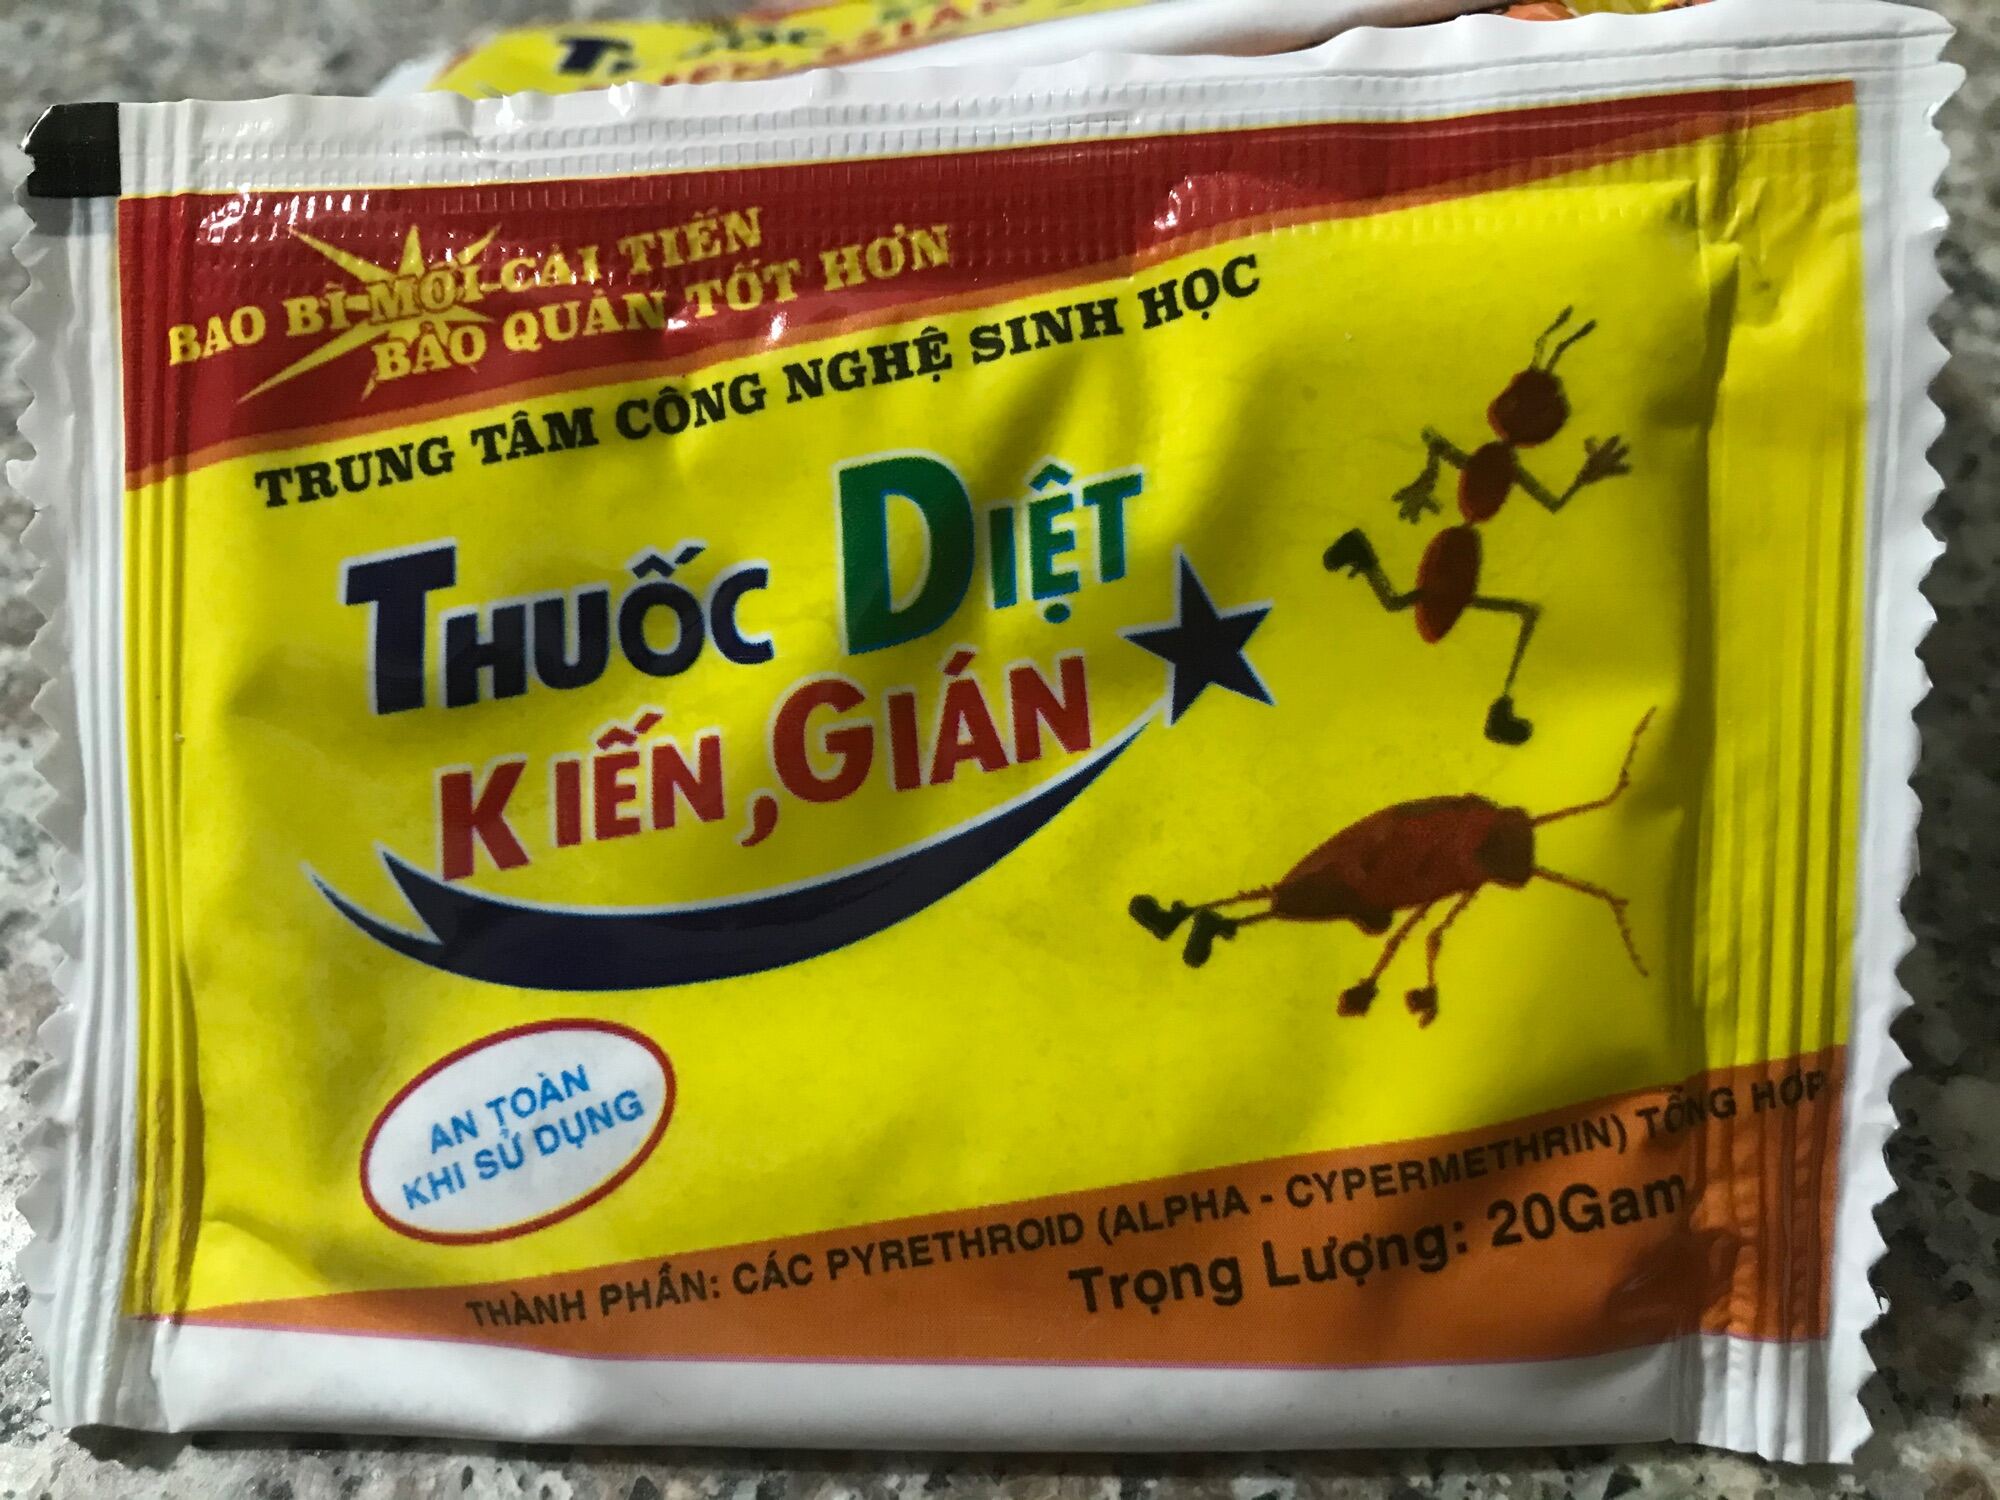 BAO BÌ MỚI CẢI TIẾN
BẢO QUẢN TỐT HƠN
TRUNG TÂM CÔNG NGHỆ SINH HỌC
THUỐC DIỆT
KIẾN, GIÁN
AN TOÀN
KHI SỬ DỤNG
THÀNH PHẦN: CÁC PYRETHROID (ALPHA - CYPERMETHRIN) TỔNG HỢP
Trọng Lượng: 20Gam